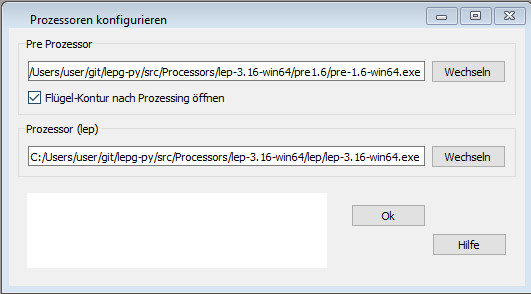 Prozessoren konfigurieren
Pre Prozessor
/Users/user/git/lepg-py/src/Processors/lep-3.16-win64/pre1.6/pre-1.6-win64.exe
Wechseln
Flügel-Kontur nach Prozessing öffnen
Prozessor (lep)
C:/Users/user/git/lepg-py/src/Processors/lep-3.16-win64/lep/lep-3.16-win64.exe
Wechseln
Ok
Hilfe